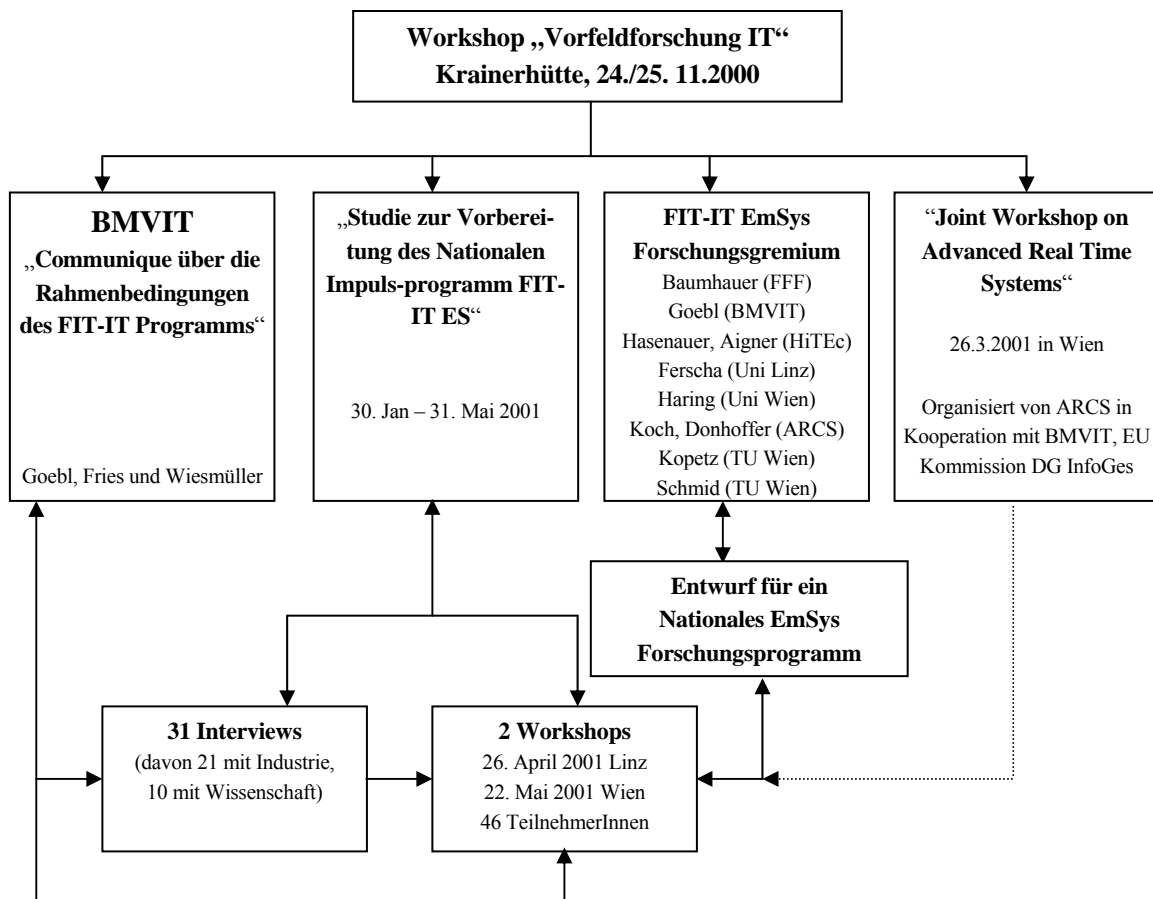 Workshop „Vorfeldforschung IT“
Krainerhütte, 24./25. 11.2000
BMVIT
„Communique über die
Rahmenbedingungen
des FIT-IT Programms“
Goebl, Fries und Wiesmüller
„Studie zur Vorberei-
tung des Nationalen
Impuls-programm FIT-
IT ES“
30. Jan – 31. Mai 2001
FIT-IT EmSys
Forschungsgremium
Baumhauer (FFF)
Goebl (BMVIT)
Hasenauer, Aigner (HiTEc)
Ferscha (Uni Linz)
Haring (Uni Wien)
Koch, Donhoffer (ARCS)
Kopetz (TU Wien)
Schmid (TU Wien)
“Joint Workshop on
Advanced Real Time
Systems“
26.3.2001 in Wien
Organisiert von ARCS in
Kooperation mit BMVIT, EU
Kommission DG InfoGes
Entwurf für ein
Nationales EmSys
Forschungsprogramm
31 Interviews
(davon 21 mit Industrie,
10 mit Wissenschaft)
2 Workshops
26. April 2001 Linz
22. Mai 2001 Wien
46 TeilnehmerInnen